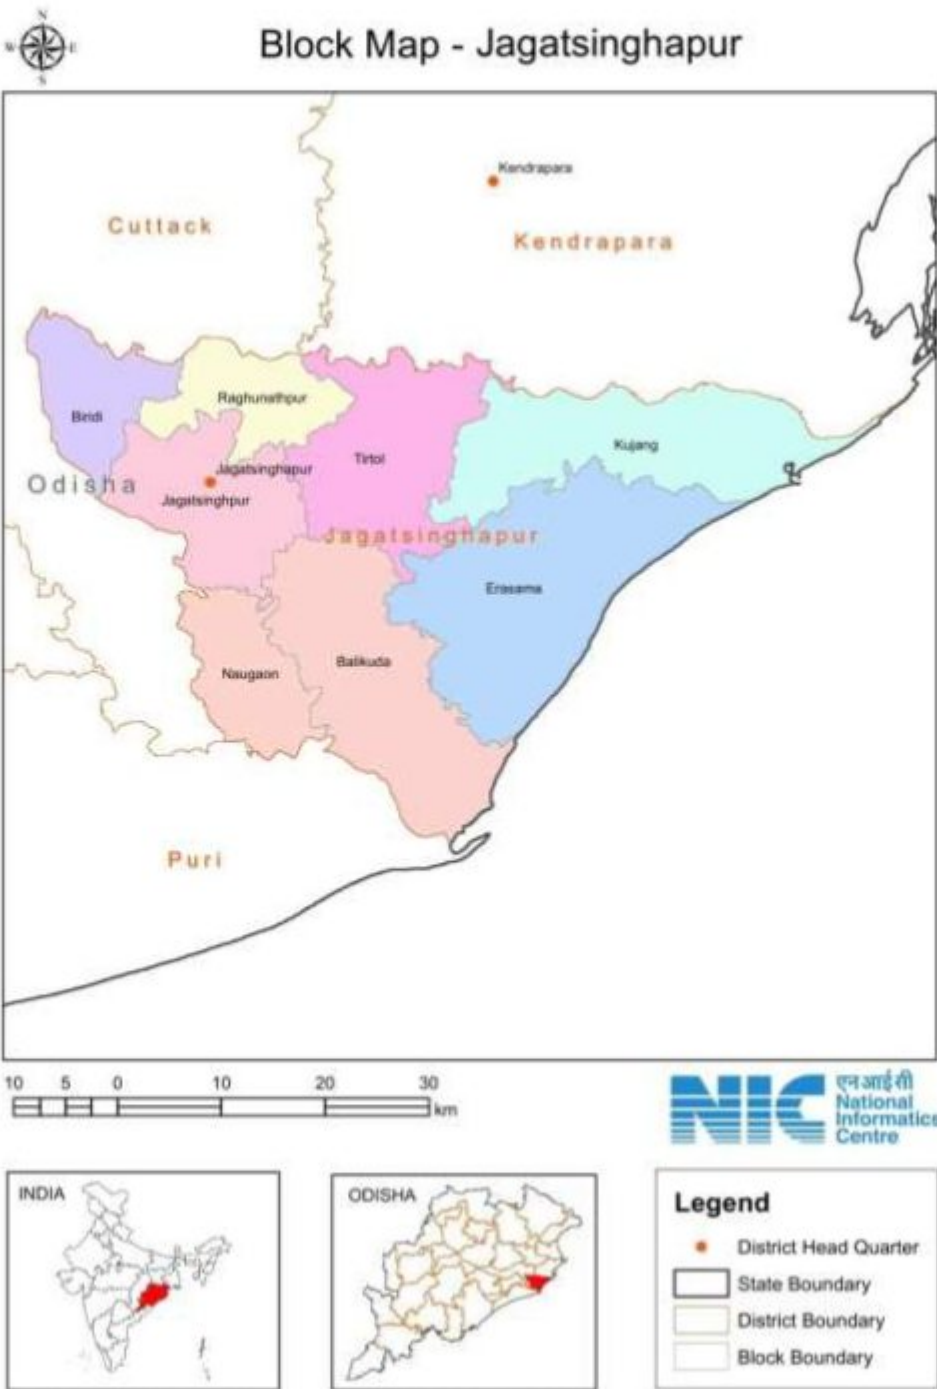 N
W E
S
Block Map - Jagatsinghapur
Kendrapara
Cuttack
Kendrapara
Raghunathpur
Biridi
Kujang
Tirtol
Jagatsinghapur
Odisha
Jagatsinghpur
Jagatsinghapur
Erasama
Balikuda
Naugaon
Puri
10 5 0 10 20 30
km
NIC
एनआईसी
National
Informatics
Centre
INDIA
ODISHA
Legend
District Head Quarter
State Boundary
District Boundary
Block Boundary